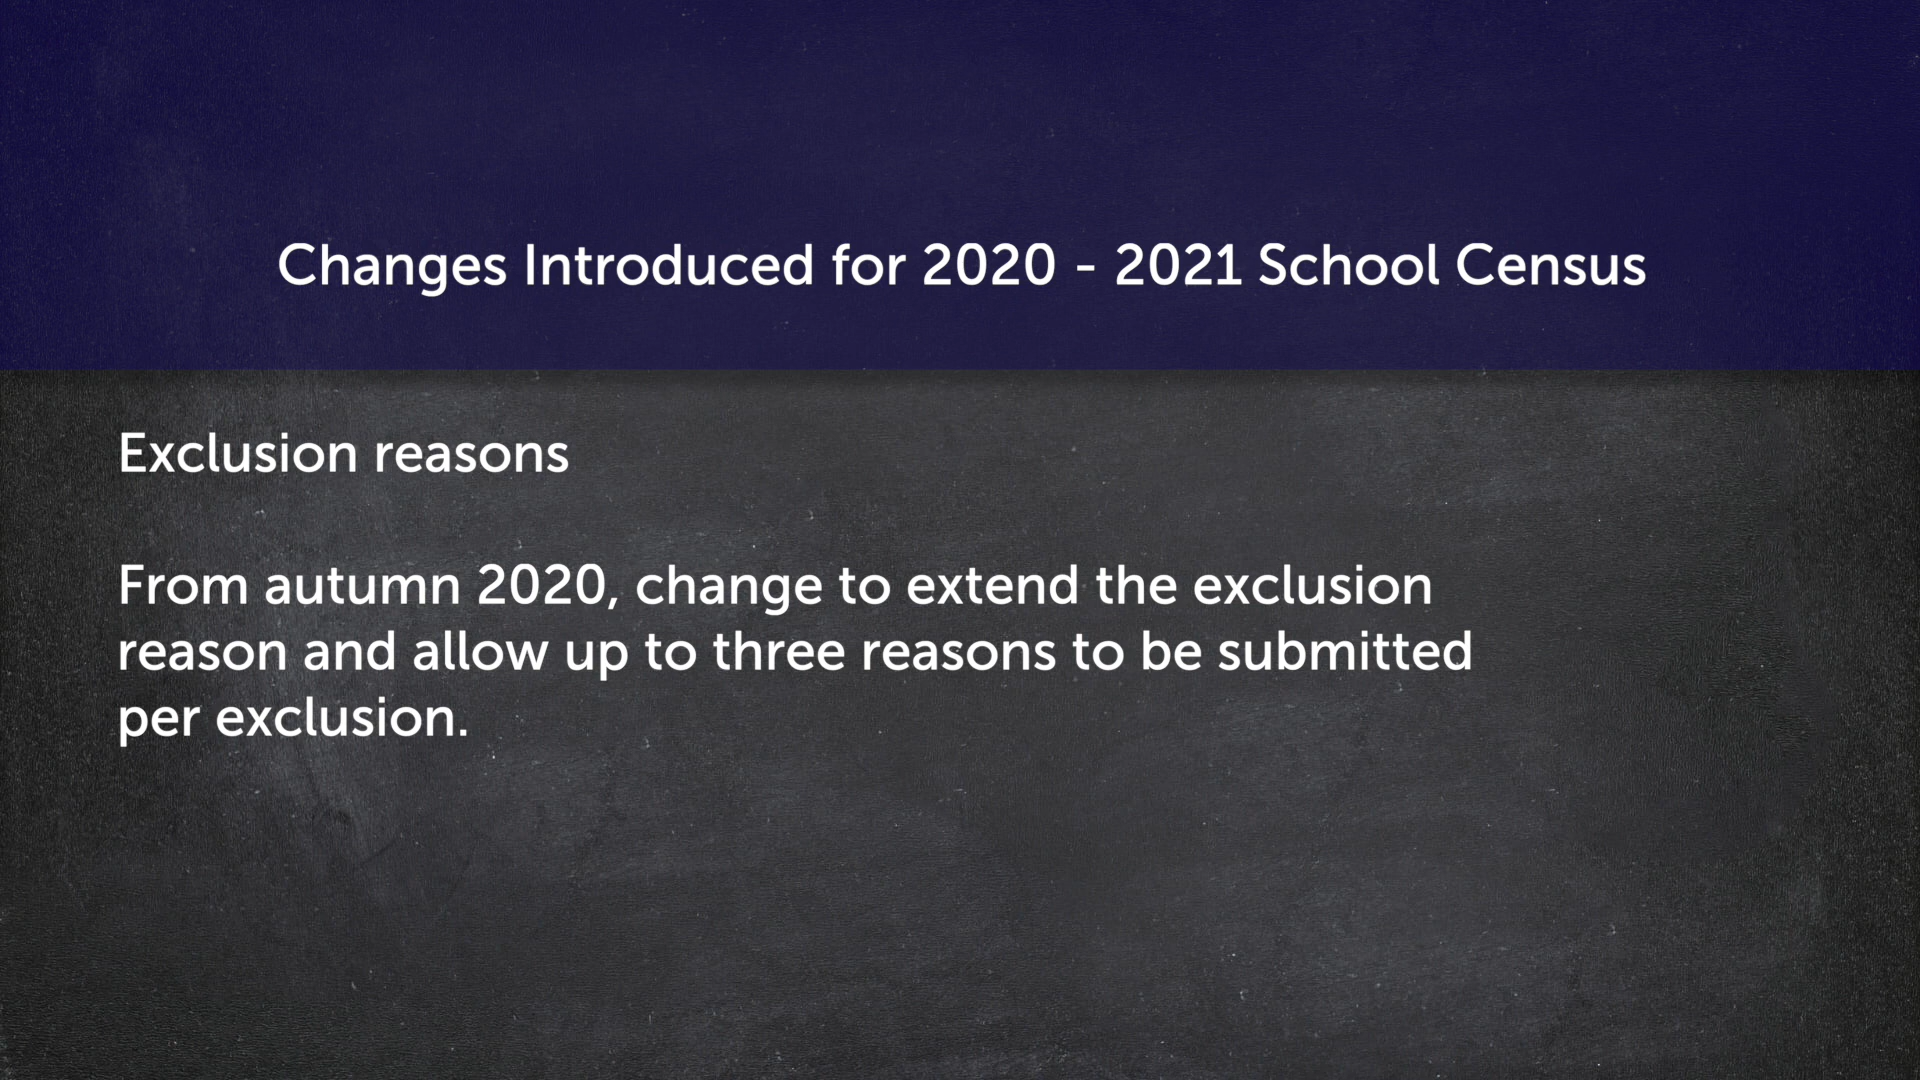 Changes Introduced for 2020 - 2021 School Census
Exclusion reasons
From autumn 2020, change to extend the exclusion
reason and allow up to three reasons to be submitted
per exclusion.